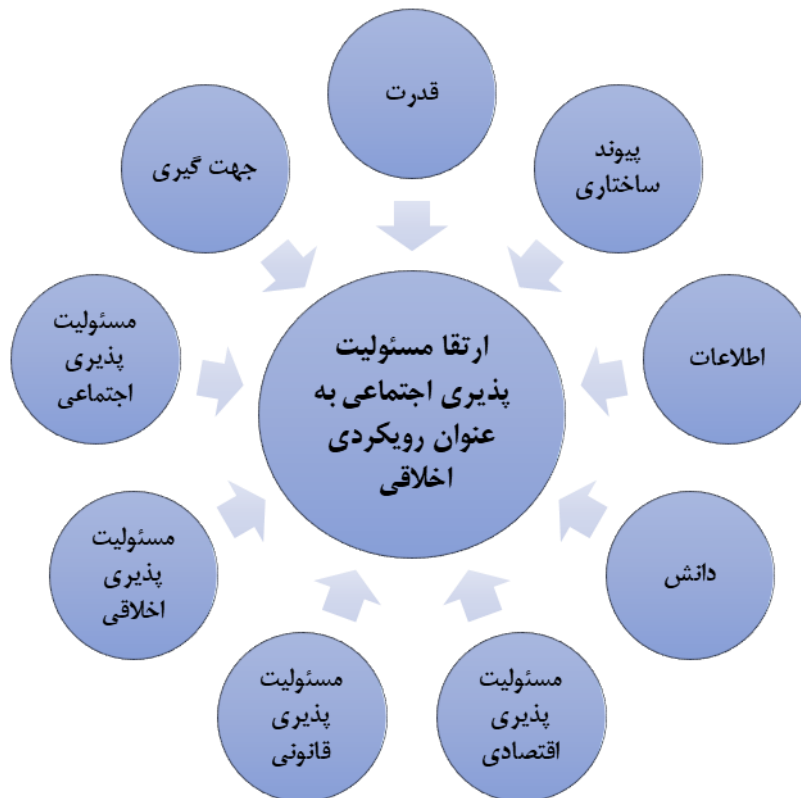 قدرت
پیوند
ساختاری
اطلاعات
دانش
مسئولیت
پذیری
اقتصادی
مسئولیت
پذیری
قانونی
مسئولیت
پذیری
اخلاقی
مسئولیت
پذیری
اجتماعی
جهت گیری
ارتقا مسئولیت
پذیری اجتماعی به
عنوان رویکردی
اخلاقی